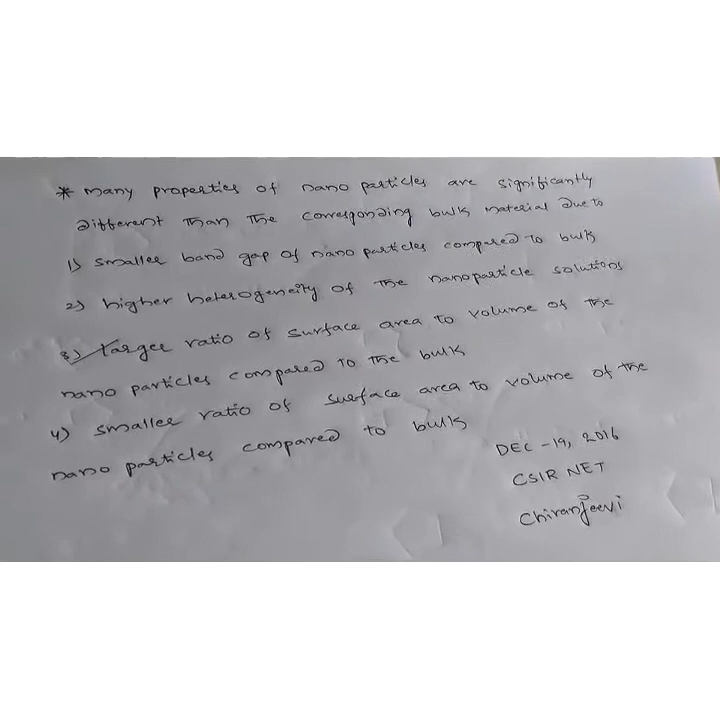 * many properties of nano particles are significantly
different than the corresponding bulk material due to
1) smaller band gap of nano particles compared to bulk
2) higher heterogeneity of the nanoparticle solutions
3) larger ratio of surface area to volume of the
nano particles compared to the bulk
4) smaller ratio of surface area to volume of the
nano particles compared to bulk
DEC - 19, 2016
CSIR NET
Chiranjeevi